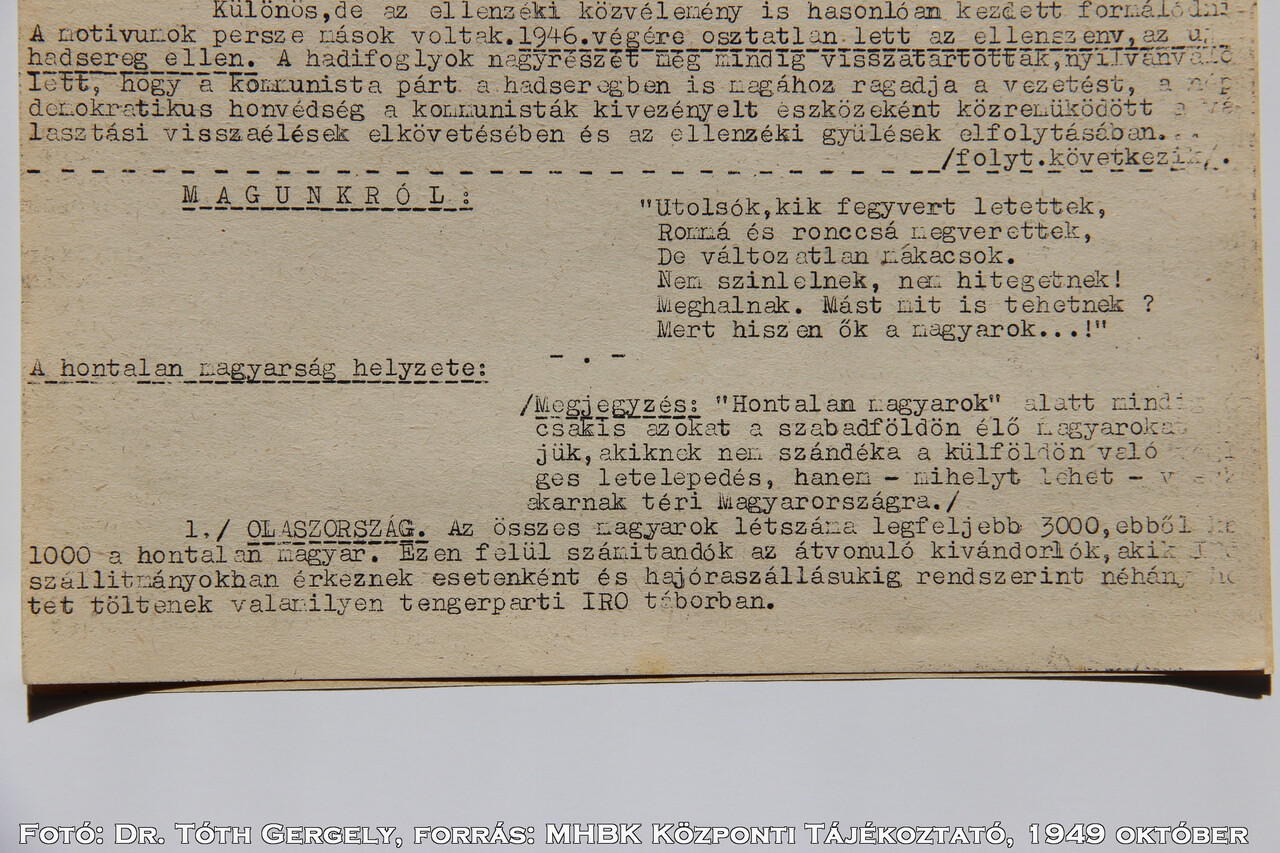 Különös,de az ellenzéki közvélemény is hasonlóan kezdett formálódni-
A motivumok persze mások voltak.1946.végére osztatlan lett az ellenszenv,az u.
hadsereg ellen. A hadifoglyok nagyrészét még mindig visszatartották,nyilvánvaló
lett, hogy a kommunista párt a hadseregben is magához ragadja a vezetést, a nép
demokratikus honvédség a kommunisták kivezényelt eszközeként közremüködött a vá
lasztási visszaélések elkövetésében és az ellenzéki gyülések elfolytásában...
/folyt.következik/.
M A G U N K R Ó L :
"Utolsók,kik fegyvert letettek,
Rommá és ronccsá megverettek,
De változatlan mákacsok.
Nem szinlelnek, nem hitegetnek!
Meghalnak. Mást mit is tehetnek ?
Mert hiszen ők a magyarok...!"
- . -
A hontalan magyarság helyzete:
/Megjegyzés: "Hontalan magyarok" alatt mindig
csakis azokat a szabadföldön élő magyarokat
jük,akiknek nem szándéka a külföldön való
ges letelepedés, hanem - mihelyt lehet -
akarnak téri Magyarországra./
1./ OLASZORSZÁG. Az összes magyarok létszáma legfeljebb 3000,ebből
1000 a hontalan magyar. Ezen felül számitandók az átvonuló kivándorlók,akik
szállitmányokban érkeznek esetenként és hajóraszállásukig rendszerint néhány he
tet töltenek valamilyen tengerparti IRO táborban.
Fotó: Dr. Tóth Gergely, forrás: MHBK Központi Tájékoztató, 1949 október